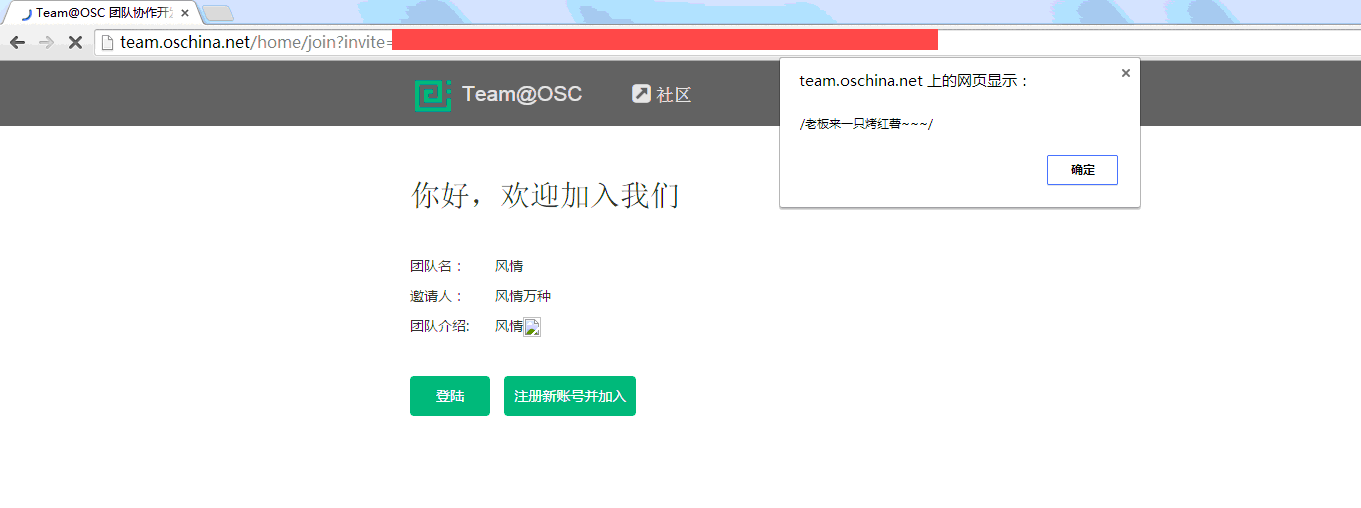 Team@OSC 团队协作开发
team.oschina.net/home/join?invite=
team.oschina.net 上的网页显示：
/老板来一只烤红薯~~~/
确定
Team@OSC
社区
你好，欢迎加入我们
团队名： 风情
邀请人： 风情万种
团队介绍: 风情
登陆
注册新账号并加入